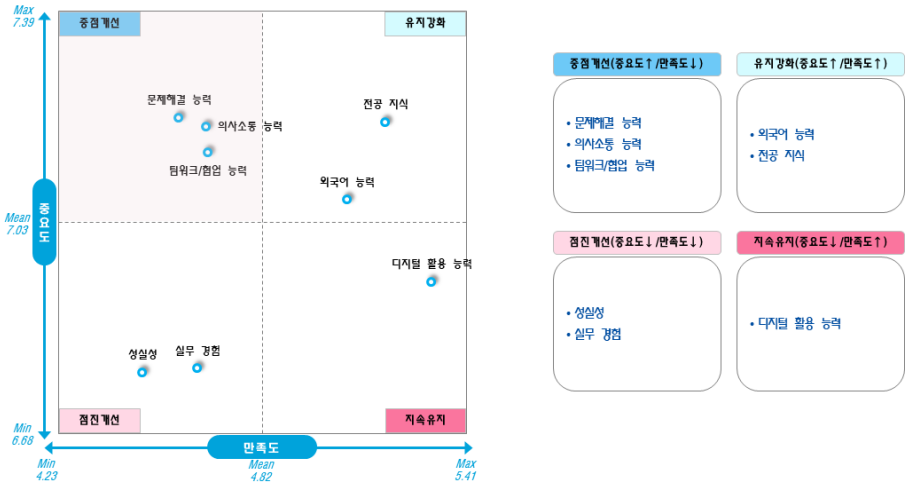 Max
7.39
중점개선
유지강화
문제해결 능력
의사소통 능력
팀워크/협업 능력
전공 지식
외국어 능력
Mean
7.03
중요도
디지털 활용 능력
성실성
실무 경험
점진개선
지속유지
Min
6.68
만족도
Min
4.23
Mean
4.82
Max
5.41
중점개선(중요도↑/만족도↓)
• 문제해결 능력
• 의사소통 능력
• 팀워크/협업 능력
유지강화(중요도↑/만족도↑)
• 외국어 능력
• 전공 지식
점진개선(중요도↓/만족도↓)
• 성실성
• 실무 경험
지속유지(중요도↓/만족도↑)
• 디지털 활용 능력